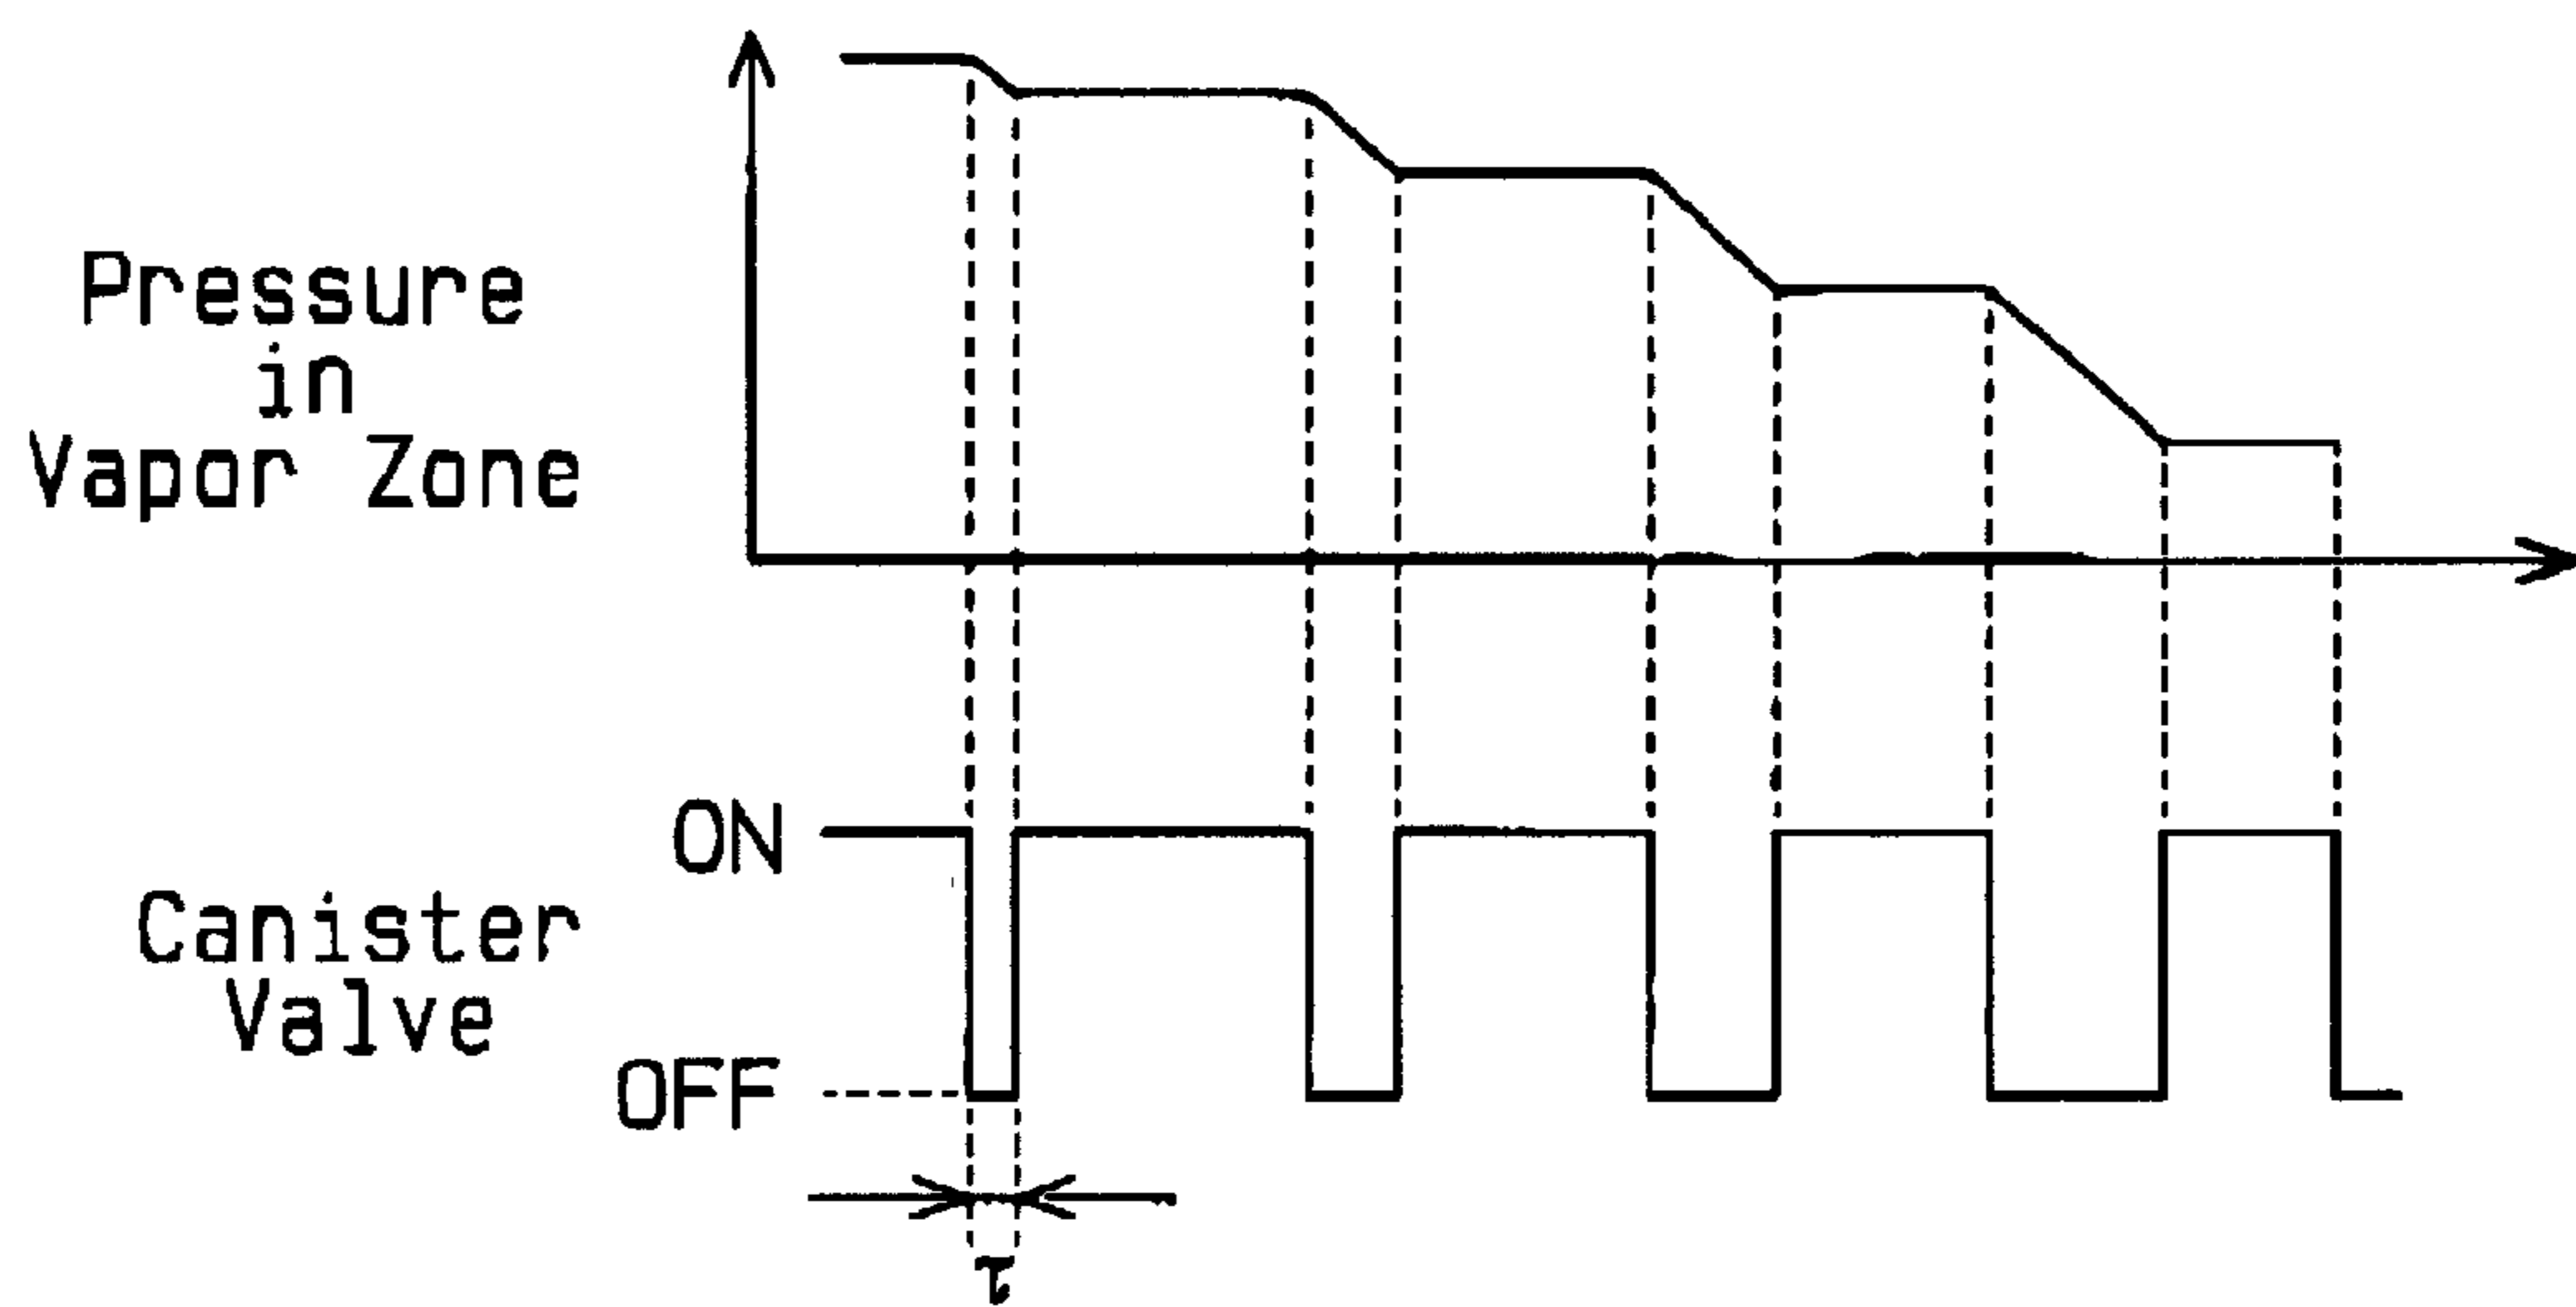 Pressure
in
Vapor Zone
ON
Canister
Valve
OFF
τ